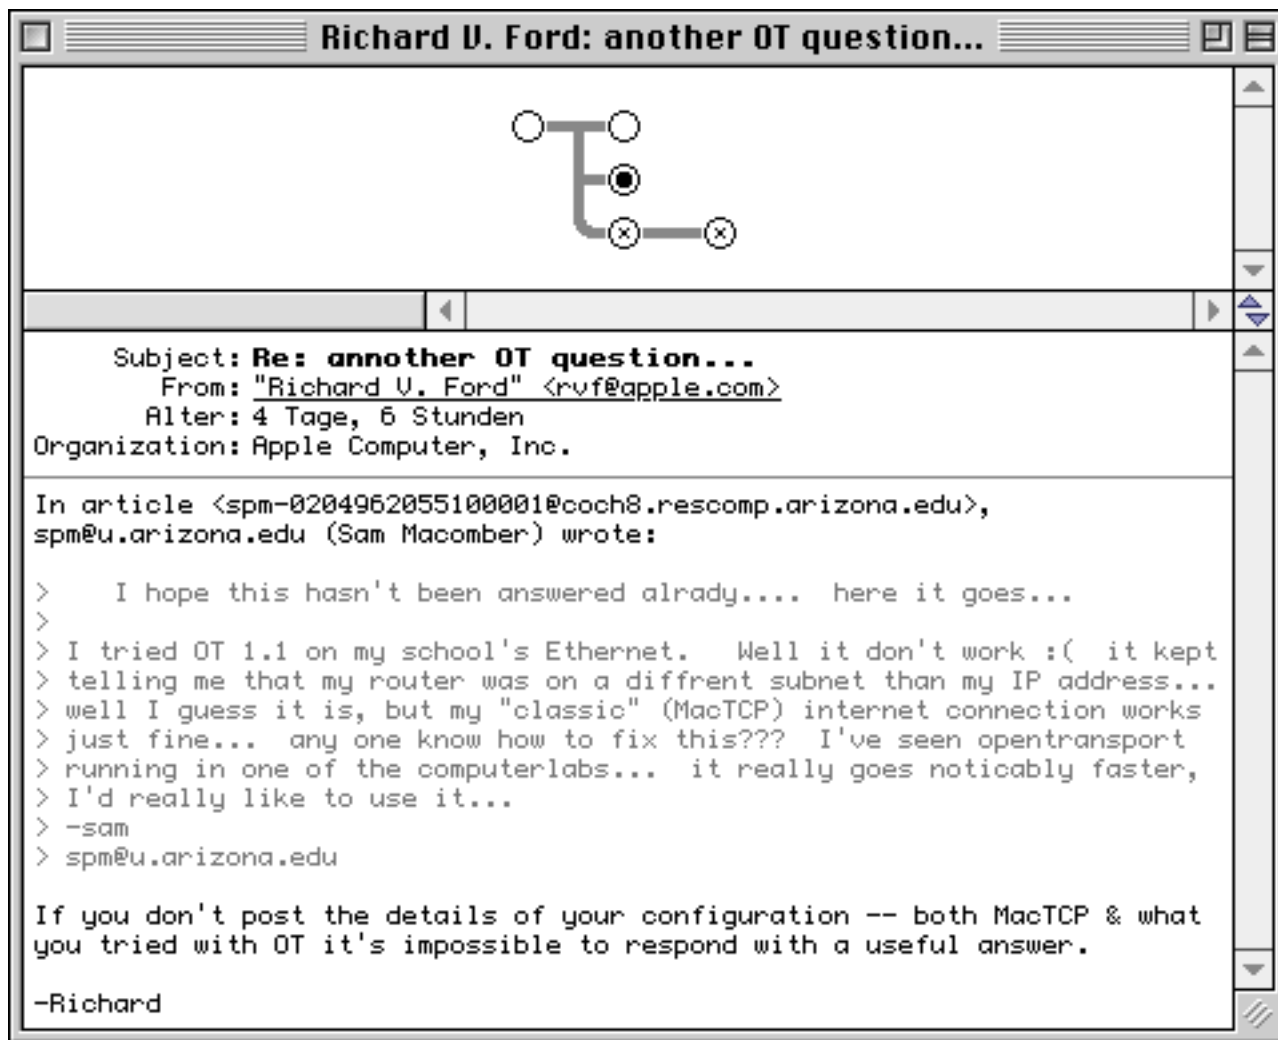 Richard V. Ford: another OT question...
Subject: Re: annother OT question...
From: "Richard V. Ford" <rvf@apple.com>
Alter: 4 Tage, 6 Stunden
Organization: Apple Computer, Inc.
In article <spm-0204962055100001@coch8.rescomp.arizona.edu>,
spm@u.arizona.edu (Sam Macomber) wrote:
>    I hope this hasn't been answered alrady....  here it goes...
>
> I tried OT 1.1 on my school's Ethernet.   Well it don't work :(  it kept
> telling me that my router was on a diffrent subnet than my IP address...
> well I guess it is, but my "classic" (MacTCP) internet connection works
> just fine...  any one know how to fix this???  I've seen opentransport
> running in one of the computerlabs...  it really goes noticably faster,
> I'd really like to use it...
> -sam
> spm@u.arizona.edu
If you don't post the details of your configuration -- both MacTCP & what
you tried with OT it's impossible to respond with a useful answer.
-Richard